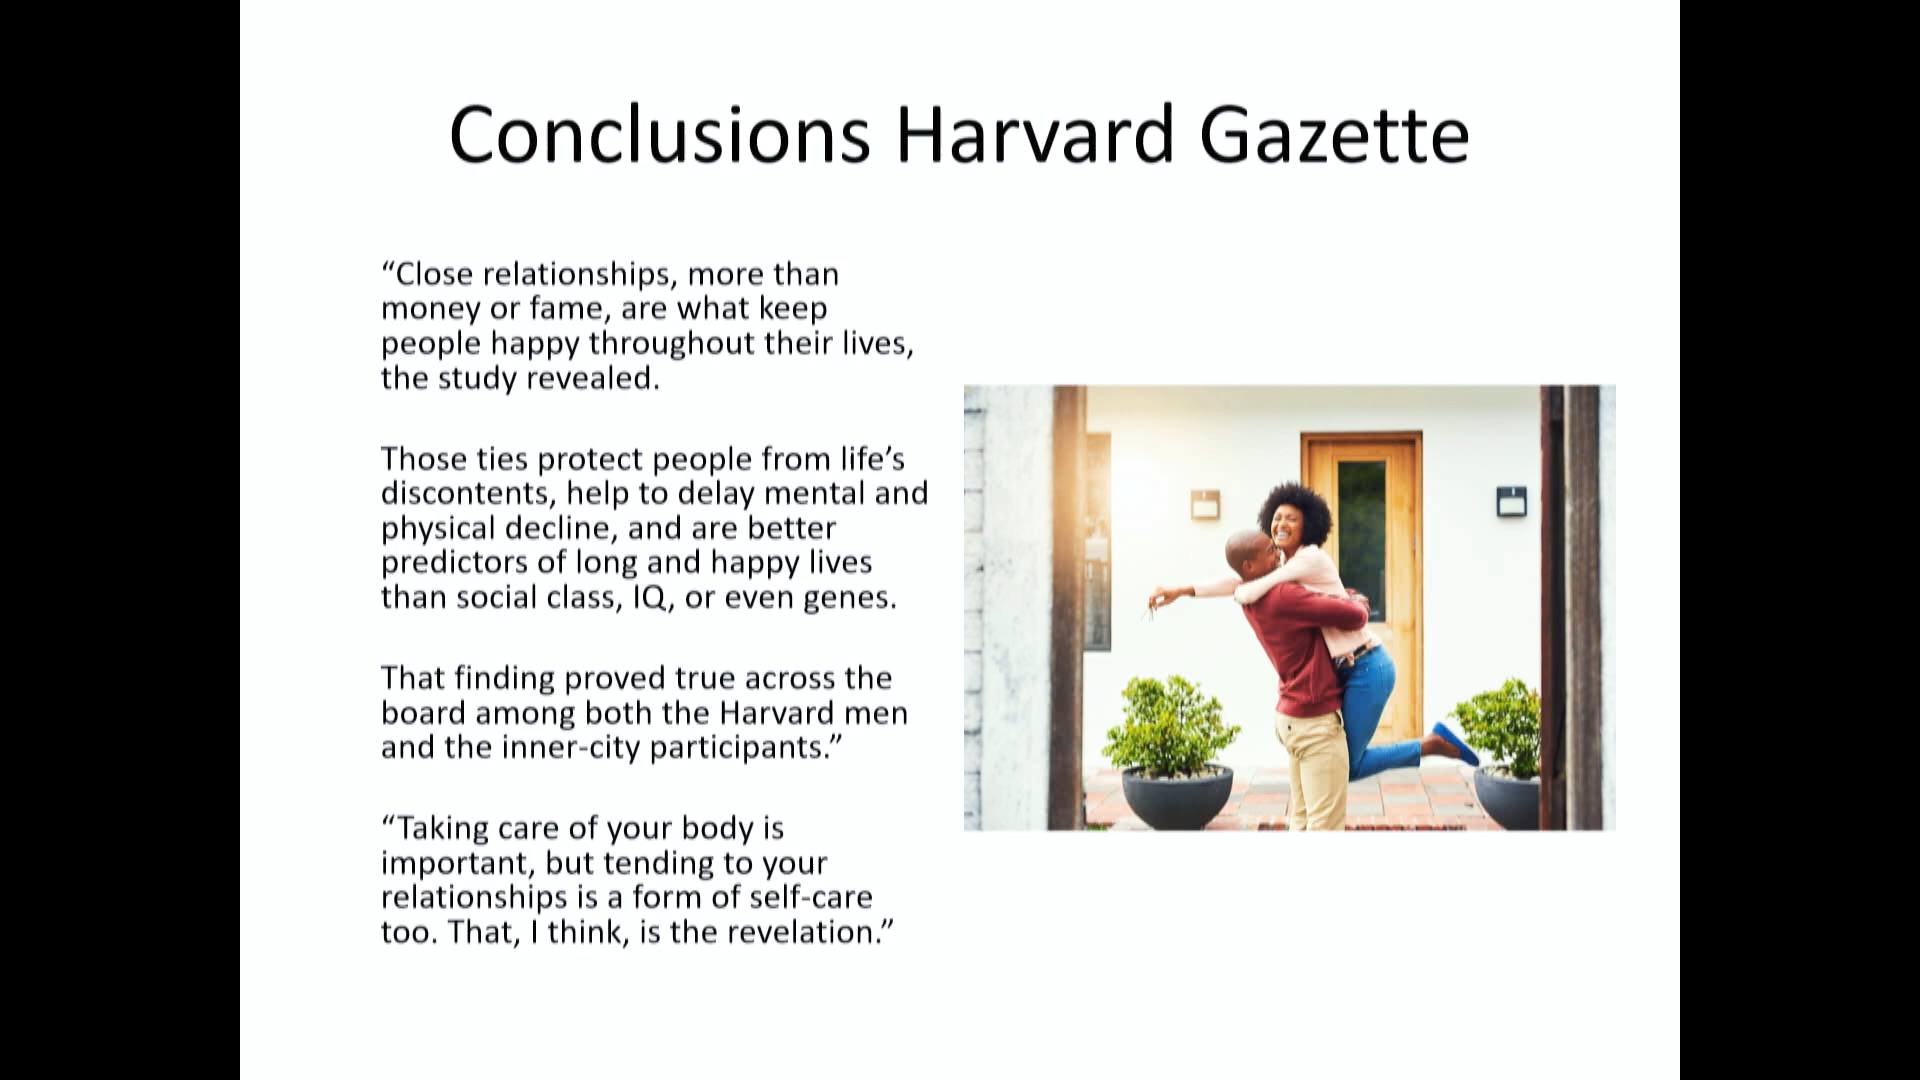 Conclusions Harvard Gazette
“Close relationships, more than
money or fame, are what keep
people happy throughout their lives,
the study revealed.
Those ties protect people from life’s
discontents, help to delay mental and
physical decline, and are better
predictors of long and happy lives
than social class, IQ, or even genes.
That finding proved true across the
board among both the Harvard men
and the inner-city participants.”
“Taking care of your body is
important, but tending to your
relationships is a form of self-care
too. That, I think, is the revelation.”